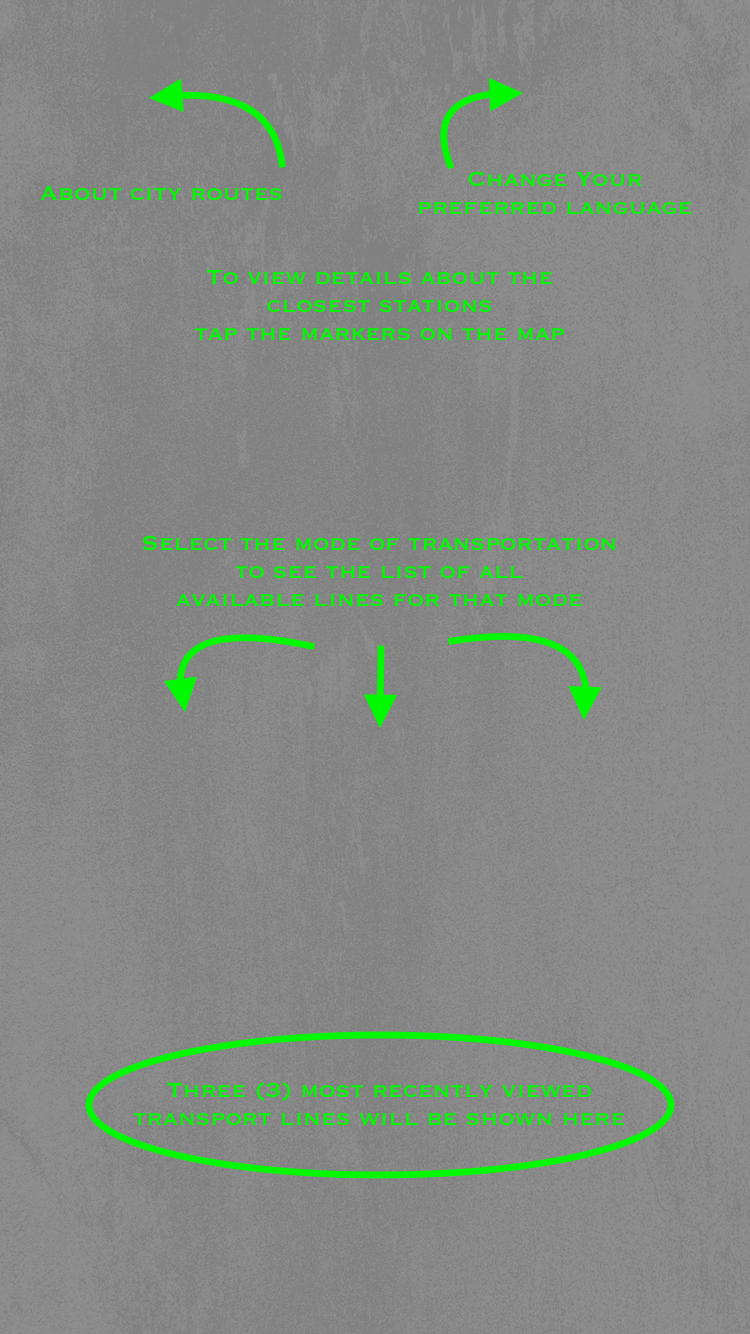 About city routes
Change Your
preferred language
To view details about the
closest stations
tap the markers on the map
Select the mode of transportation
to see the list of all
available lines for that mode
Three (3) most recently viewed
transport lines will be shown here